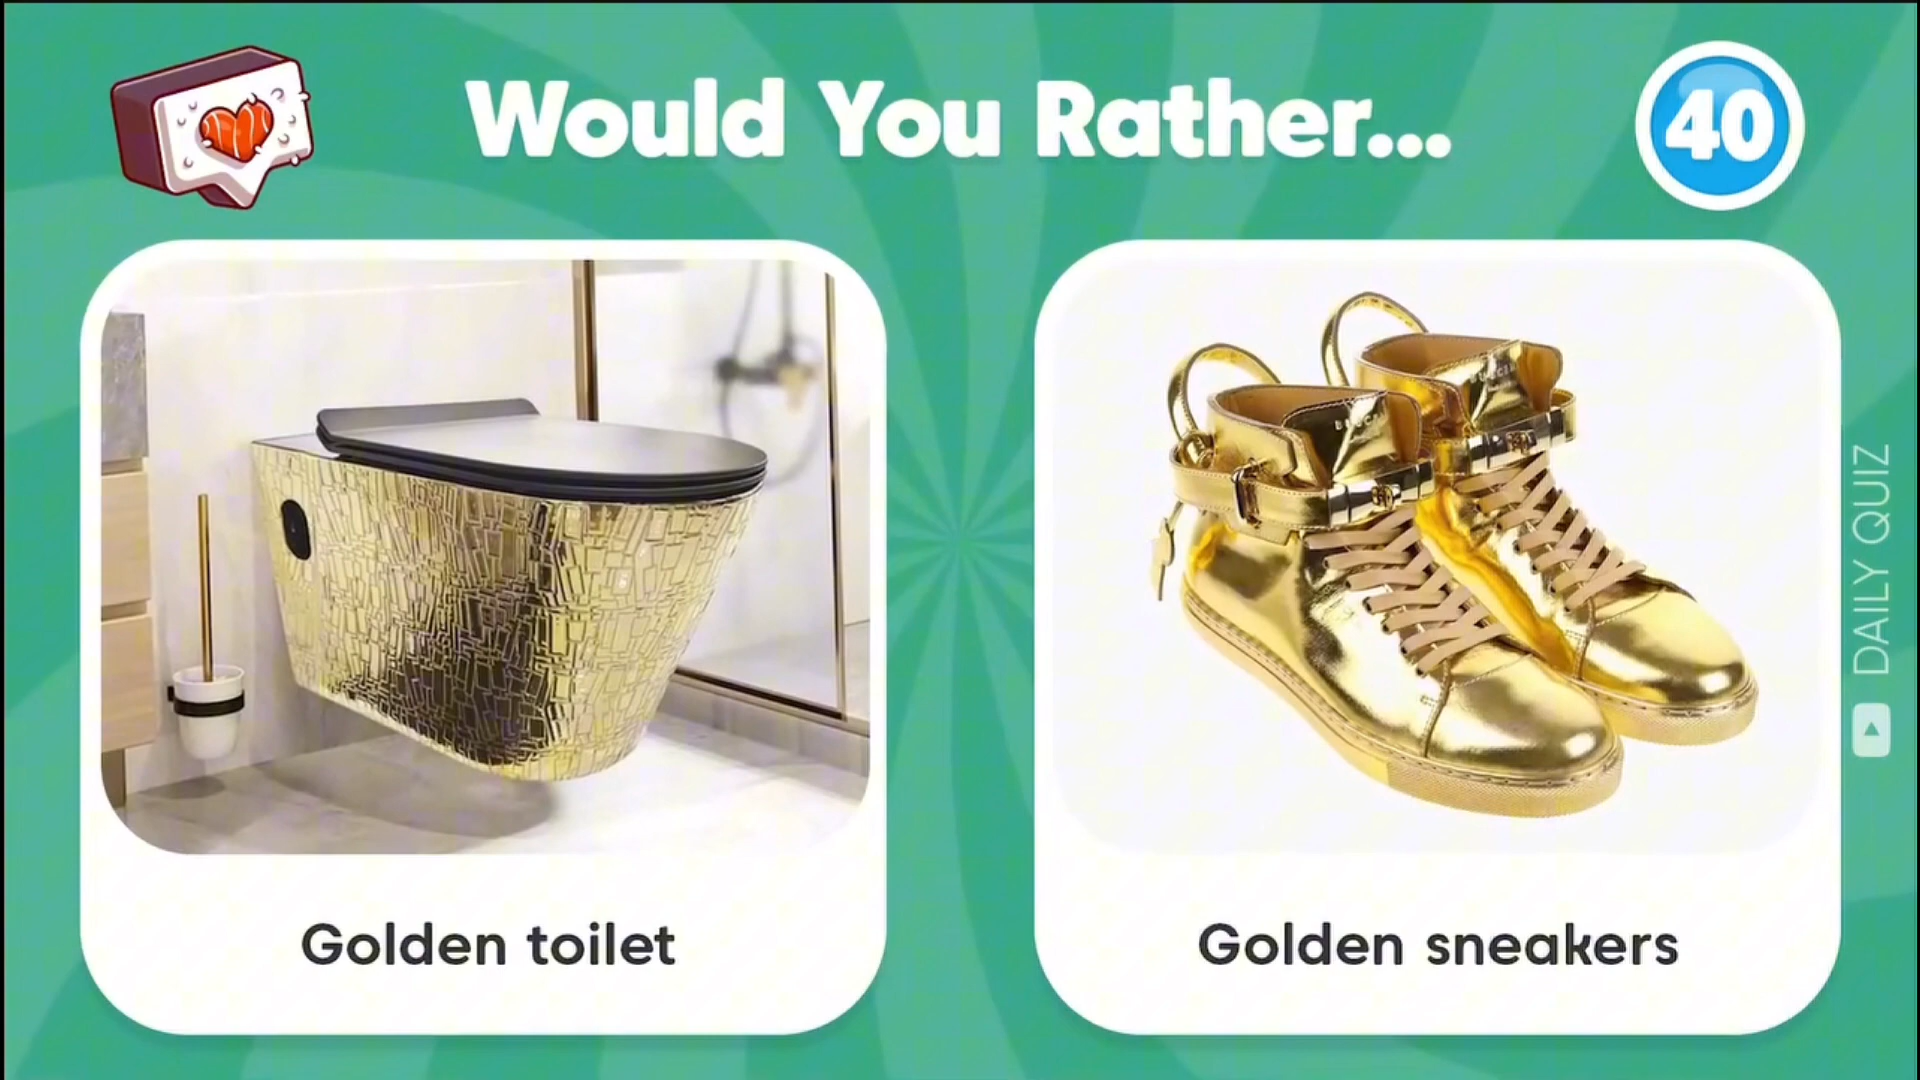 Would You Rather...
40
Golden toilet
Golden sneakers
DAILY QUIZ